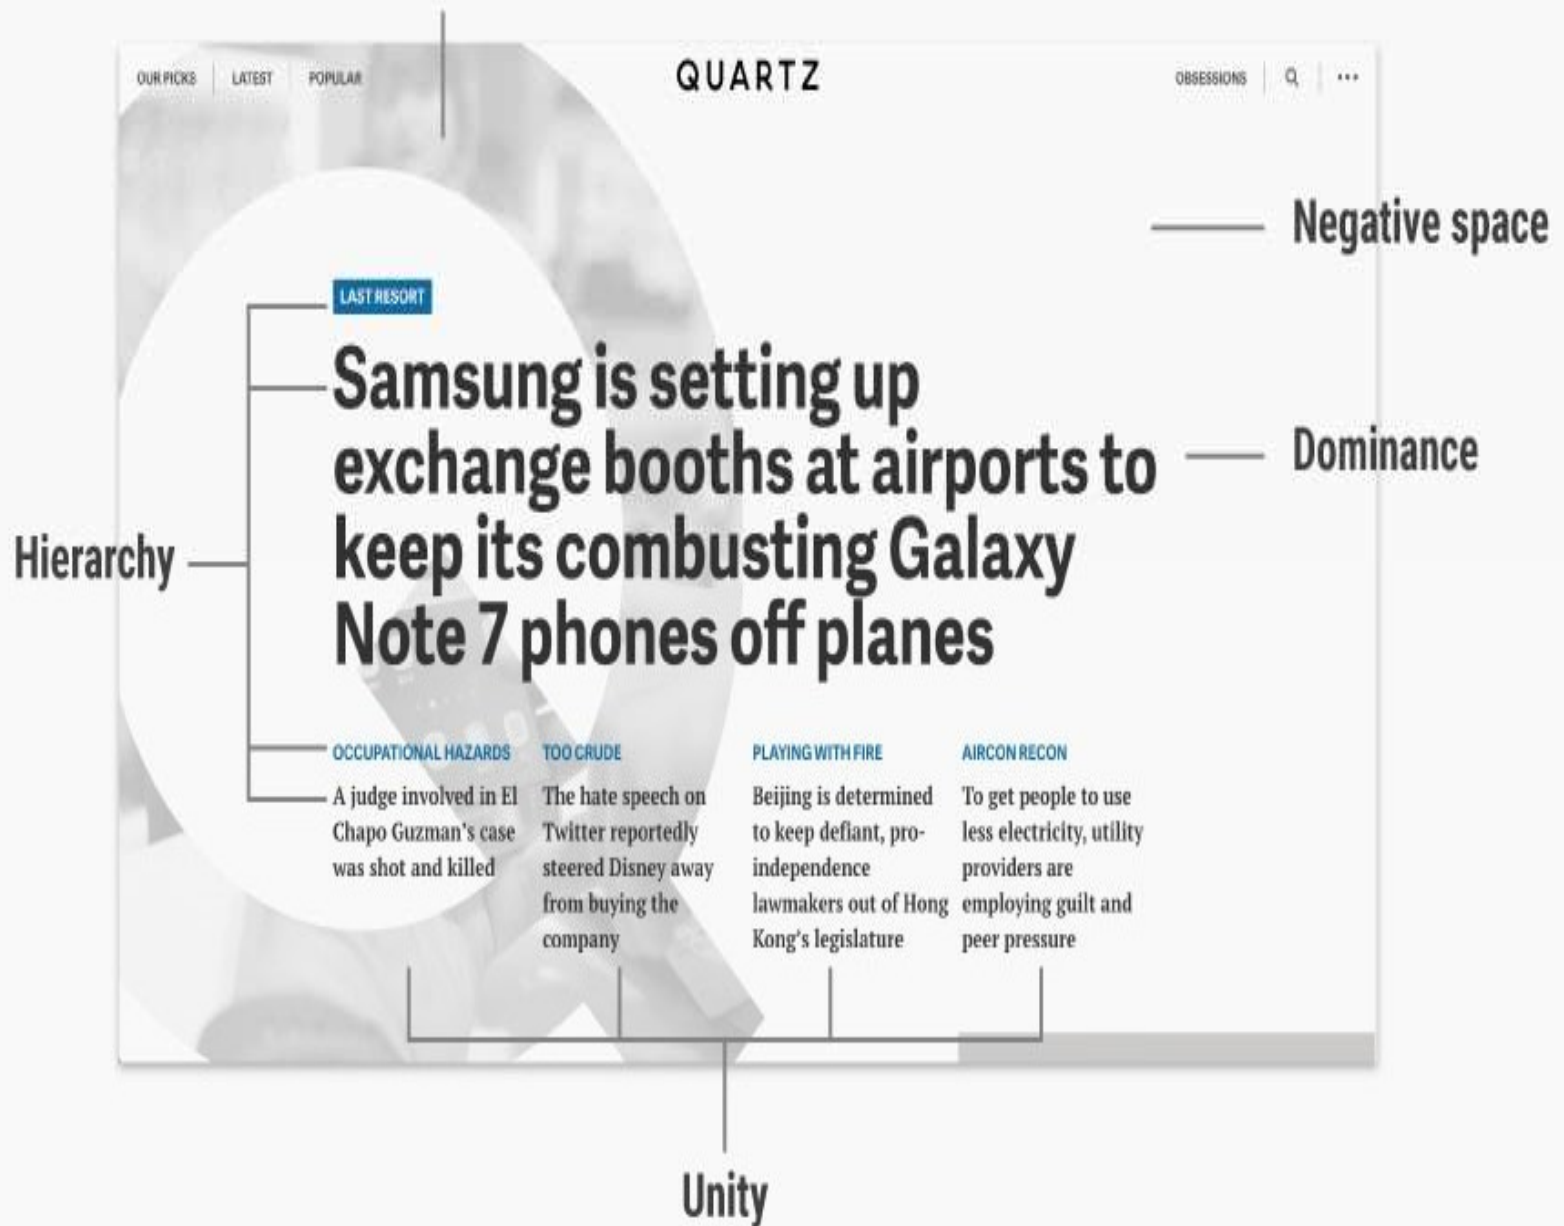 OUR PICKS LATEST POPULAR QUARTZ OBSESSIONS
Negative space
LAST RESORT
Samsung is setting up
exchange booths at airports to
keep its combusting Galaxy
Note 7 phones off planes
Dominance
Hierarchy
OCCUPATIONAL HAZARDS
A judge involved in El
Chapo Guzman's case
was shot and killed
TOO CRUDE
The hate speech on
Twitter reportedly
steered Disney away
from buying the
company
PLAYING WITH FIRE
Beijing is determined
to keep defiant, pro-
independence
lawmakers out of Hong
Kong's legislature
AIRCON RECON
To get people to use
less electricity, utility
providers are
employing guilt and
peer pressure
Unity